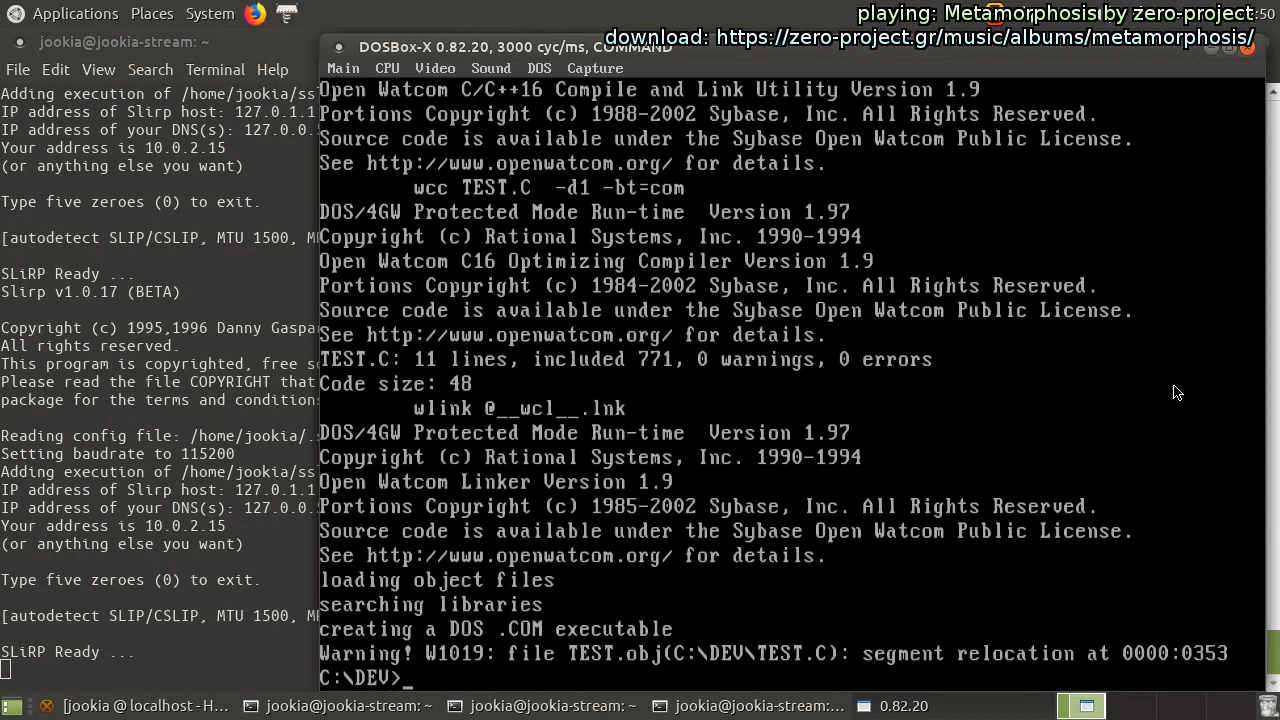 Applications Places System
playing: Metamorphosis by zero-project
:50
download: https://zero-project.gr/music/albums/metamorphosis/
jookia@jookia-stream: ~
File Edit View Search Terminal Help
Adding execution of /home/jookia/ss
IP address of Slirp host: 127.0.1.1
IP address of your DNS(s): 127.0.0.
Your address is 10.0.2.15
(or anything else you want)
Type five zeroes (0) to exit.
[autodetect SLIP/CSLIP, MTU 1500, M
SLiRP Ready ...
Slirp v1.0.17 (BETA)
Copyright (c) 1995,1996 Danny Gaspa
All rights reserved.
This program is copyrighted, free s
Please read the file COPYRIGHT that
package for the terms and condition
Reading config file: /home/jookia/.
Setting baudrate to 115200
Adding execution of /home/jookia/ss
IP address of Slirp host: 127.0.1.1
IP address of your DNS(s): 127.0.0.
Your address is 10.0.2.15
(or anything else you want)
Type five zeroes (0) to exit.
[autodetect SLIP/CSLIP, MTU 1500, M
SLiRP Ready ...
DOSBox-X 0.82.20, 3000 cyc/ms, COMMAND
Main CPU Video Sound DOS Capture
Open Watcom C/C++16 Compile and Link Utility Version 1.9
Portions Copyright (c) 1988-2002 Sybase, Inc. All Rights Reserved.
Source code is available under the Sybase Open Watcom Public License.
See http://www.openwatcom.org/ for details.
wcc TEST.C  -d1 -bt=com
DOS/4GW Protected Mode Run-time  Version 1.97
Copyright (c) Rational Systems, Inc. 1990-1994
Open Watcom C16 Optimizing Compiler Version 1.9
Portions Copyright (c) 1984-2002 Sybase, Inc. All Rights Reserved.
Source code is available under the Sybase Open Watcom Public License.
See http://www.openwatcom.org/ for details.
TEST.C: 11 lines, included 771, 0 warnings, 0 errors
Code size: 48
wlink @__wcl__.lnk
DOS/4GW Protected Mode Run-time  Version 1.97
Copyright (c) Rational Systems, Inc. 1990-1994
Open Watcom Linker Version 1.9
Portions Copyright (c) 1985-2002 Sybase, Inc. All Rights Reserved.
Source code is available under the Sybase Open Watcom Public License.
See http://www.openwatcom.org/ for details.
loading object files
searching libraries
creating a DOS .COM executable
Warning! W1019: file TEST.obj(C:\DEV\TEST.C): segment relocation at 0000:0353
C:\DEV>_
[jookia @ localhost - H... jookia@jookia-stream: ~ jookia@jookia-stream: ~ jookia@jookia-stream:... 0.82.20